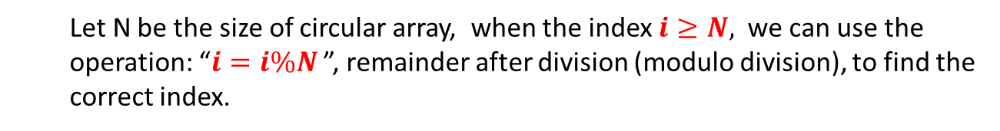 Let N be the size of circular array,  when the index i ≥ N,  we can use the
operation: “i = i%N ”, remainder after division (modulo division), to find the
correct index.